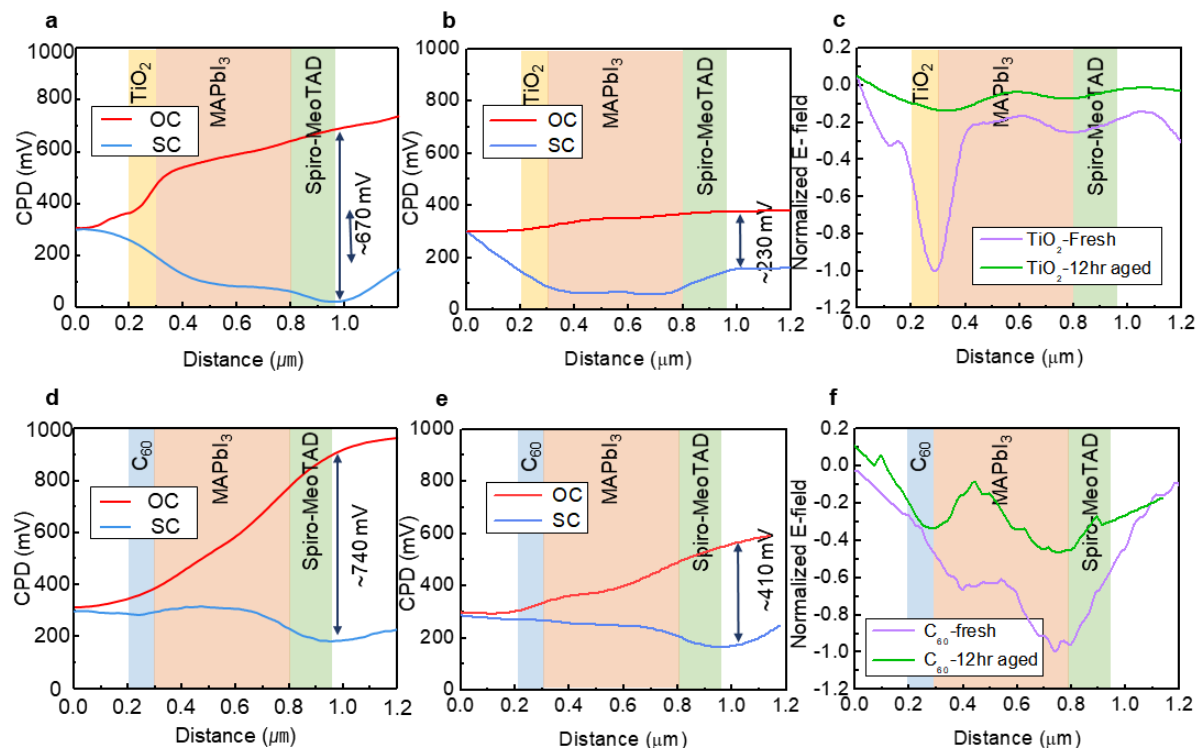 a
1000
800
600
400
200
0
CPD (mV)
TiO2
MAPbI3
Spiro-MeoTAD
OC
SC
~670 mV
0.0 0.2 0.4 0.6 0.8 1.0 1.2
Distance (μm)
b
1000
800
600
400
200
0
CPD (mV)
TiO2
MAPbI3
Spiro-MeoTAD
OC
SC
~230 mV
0.0 0.2 0.4 0.6 0.8 1.0 1.2
Distance (μm)
c
0.2
0.0
-0.2
-0.4
-0.6
-0.8
-1.0
-1.2
Normalized E- field
TiO2
MAPbI3
Spiro-MeoTAD
TiO2-Fresh
TiO2-12hr aged
0.0 0.2 0.4 0.6 0.8 1.0 1.2
Distance (μm)
d
1000
800
600
400
200
0
CPD (mV)
C60
MAPbI3
Spiro-MeoTAD
OC
SC
~740 mV
0.0 0.2 0.4 0.6 0.8 1.0 1.2
Distance (μm)
e
1000
800
600
400
200
0
CPD (mV)
C60
MAPbI3
Spiro-MeoTAD
OC
SC
~410 mV
0.0 0.2 0.4 0.6 0.8 1.0 1.2
Distance (μm)
f
0.2
0.0
-0.2
-0.4
-0.6
-0.8
-1.0
-1.2
Normalized E-field
C60
MAPbI3
Spiro-MeoTAD
C60-fresh
C60-12hr aged
0.0 0.2 0.4 0.6 0.8 1.0 1.2
Distance (μm)